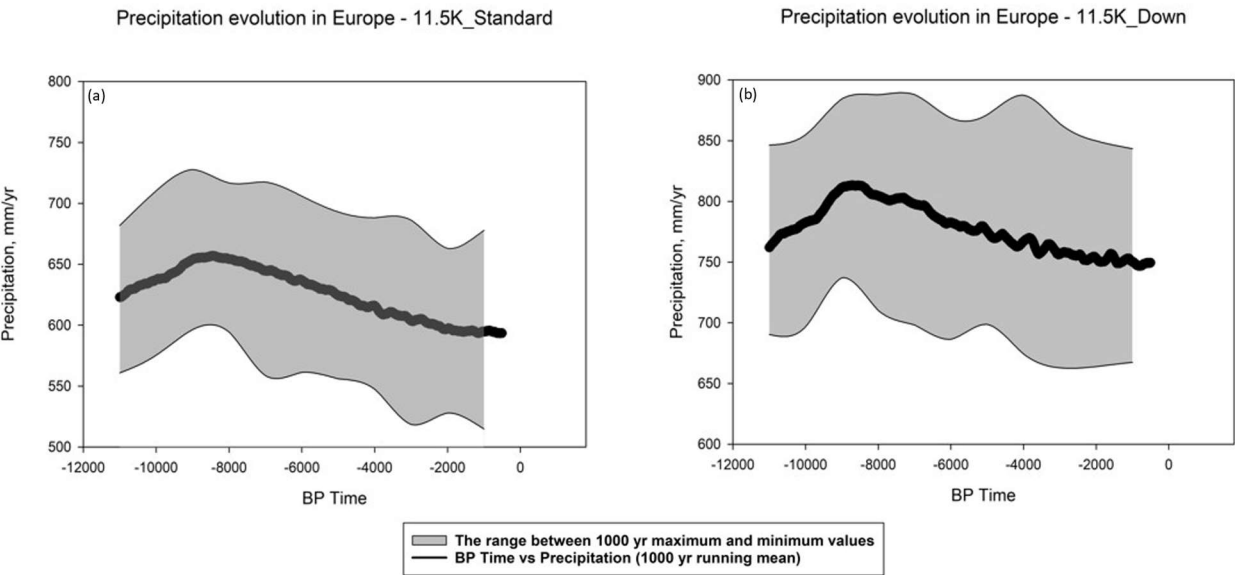 Precipitation evolution in Europe - 11.5K_Standard
(a)
800
750
700
650
600
550
500
Precipitation, mm/yr
-12000 -10000 -8000 -6000 -4000 -2000 0
BP Time
Precipitation evolution in Europe - 11.5K_Down
(b)
900
850
800
750
700
650
600
Precipitation, mm/yr
-12000 -10000 -8000 -6000 -4000 -2000 0
BP Time
The range between 1000 yr maximum and minimum values
BP Time vs Precipitation (1000 yr running mean)